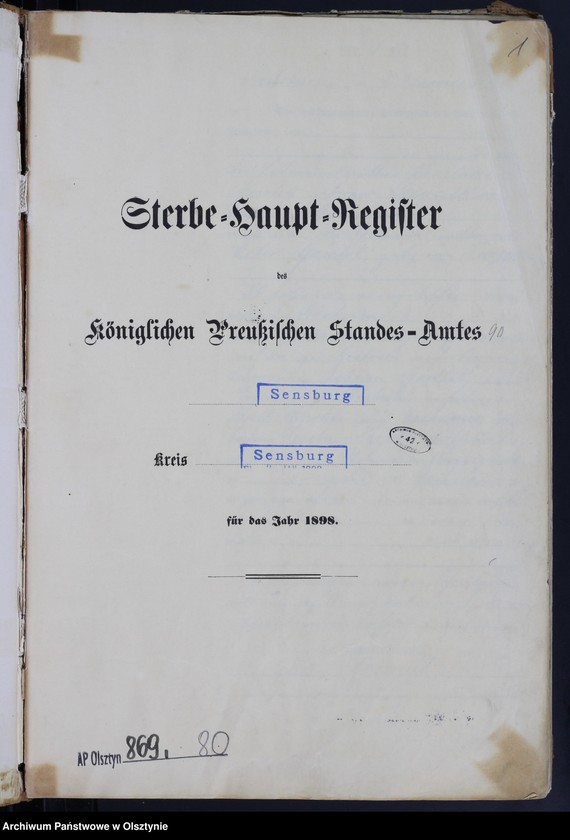 1
Sterbe-Haupt-Register
des
Königlichen Preußischen Standes-Amtes 90
Sensburg
42
Kreis Sensburg
für das Jahr 1898.
AP Olsztyn 869, 80
Archiwum Państwowe w Olsztynie